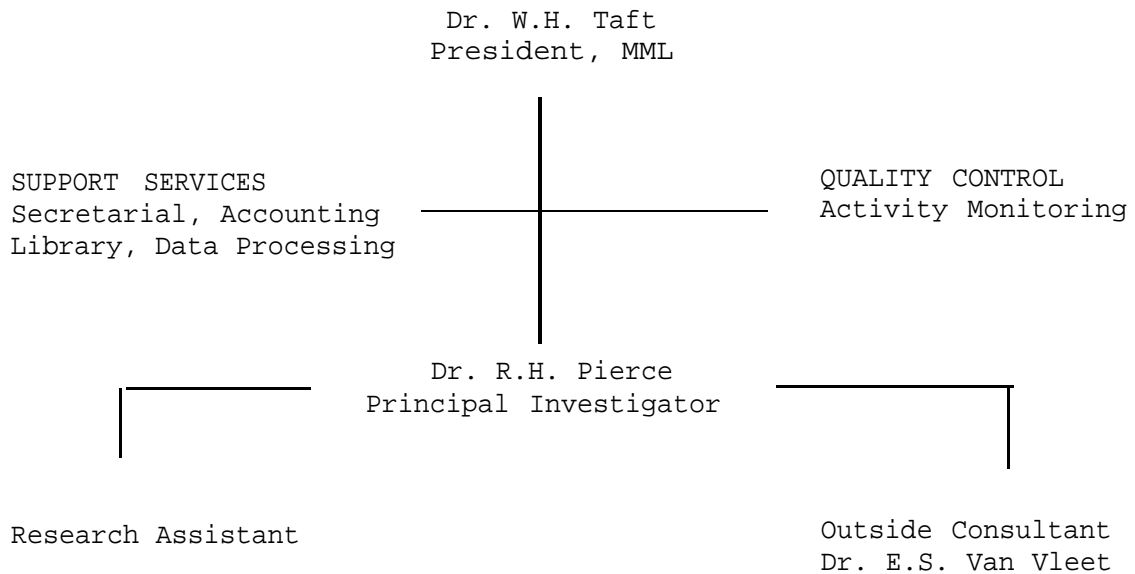 Dr. W.H. Taft
President, MML
SUPPORT SERVICES
Secretarial, Accounting
Library, Data Processing
QUALITY CONTROL
Activity Monitoring
Dr. R.H. Pierce
Principal Investigator
Research Assistant
Outside Consultant
Dr. E.S. Van Vleet